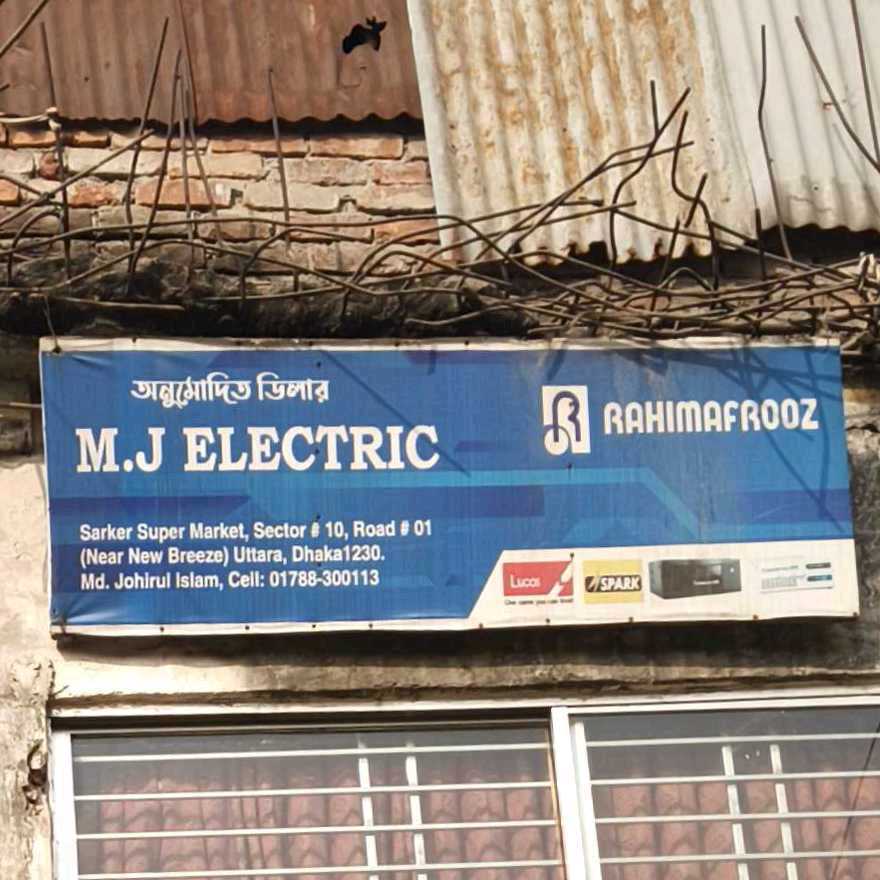 অনুমোদিত ডিলার
M.J ELECTRIC
RAHIMAFROOZ
Sarker Super Market, Sector # 10, Road # 01
(Near New Breeze) Uttara, Dhaka1230.
Md. Johirul Islam, Cell: 01788-300113
Lucas
SPARK